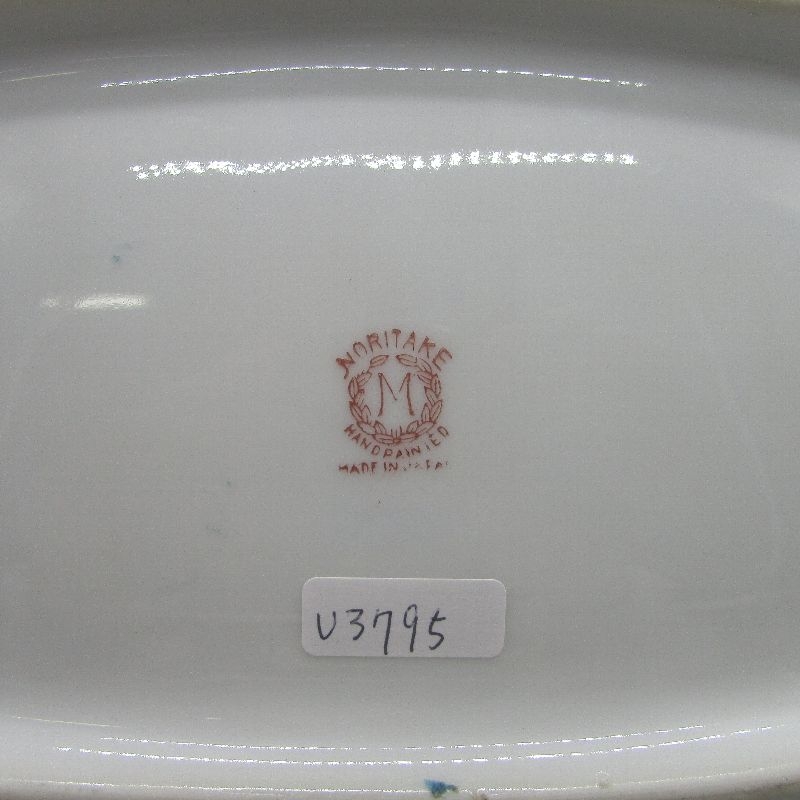 NORITAKE
M
HANDPAINTED
MADE IN JAPAN
U3795